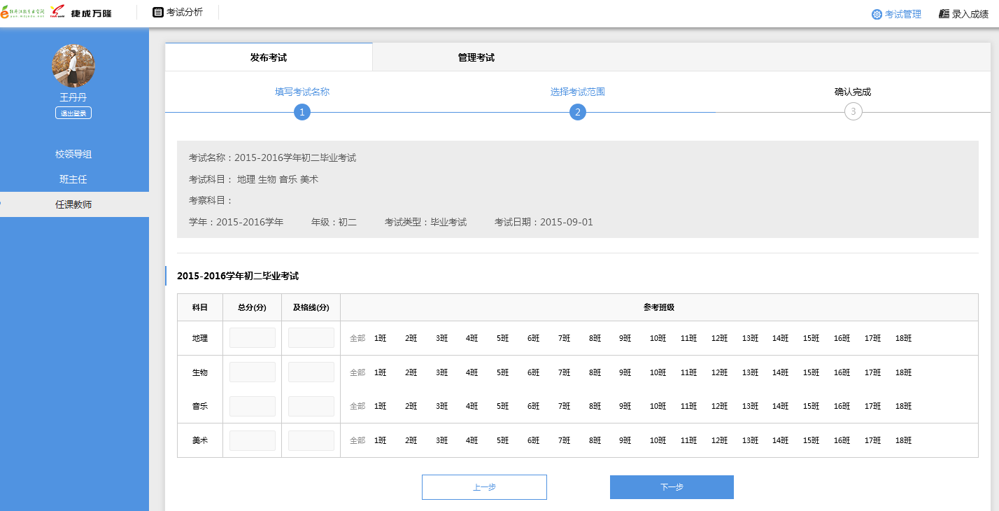 捷成万隆 考试分析 考试管理 录入成绩
王丹丹
退出登录
校领导组
班主任
任课教师
发布考试 管理考试
填写考试名称 选择考试范围 确认完成
1 2 3
考试名称：2015-2016学年初二毕业考试
考试科目： 地理 生物 音乐 美术
考察科目：
学年：2015-2016学年 年级：初二 考试类型：毕业考试 考试日期：2015-09-01
2015-2016学年初二毕业考试
科目 总分(分) 及格线(分) 参考班级
地理 全部 1班 2班 3班 4班 5班 6班 7班 8班 9班 10班 11班 12班 13班 14班 15班 16班 17班 18班
生物 全部 1班 2班 3班 4班 5班 6班 7班 8班 9班 10班 11班 12班 13班 14班 15班 16班 17班 18班
音乐 全部 1班 2班 3班 4班 5班 6班 7班 8班 9班 10班 11班 12班 13班 14班 15班 16班 17班 18班
美术 全部 1班 2班 3班 4班 5班 6班 7班 8班 9班 10班 11班 12班 13班 14班 15班 16班 17班 18班
上一步 下一步